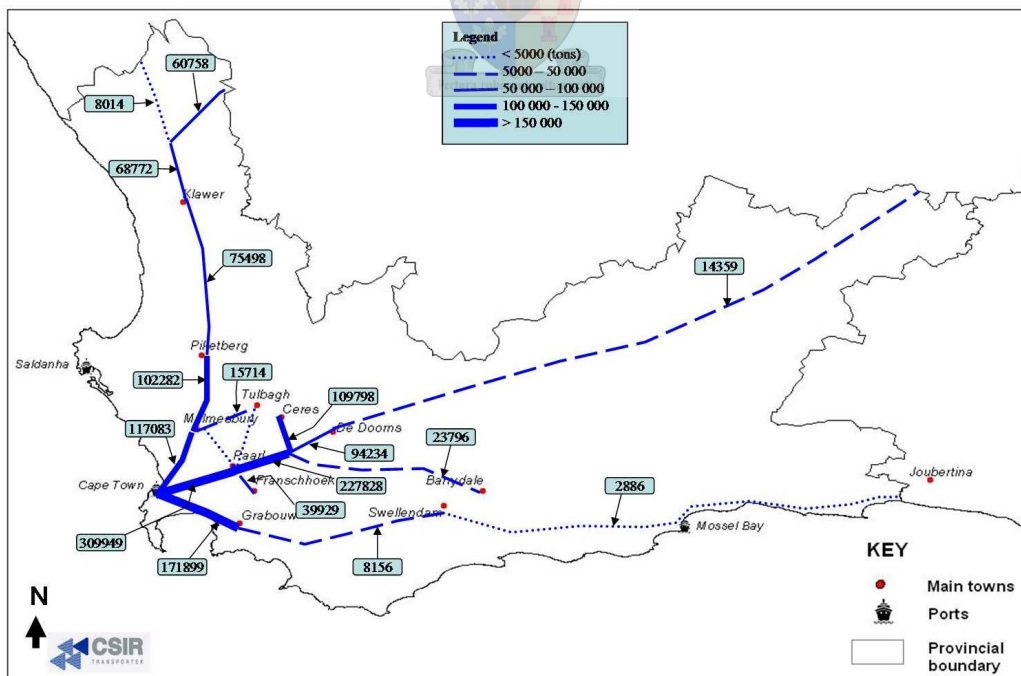 Legend
< 5000 (tons)
5000 – 50 000
50 000 – 100 000
100 000 - 150 000
> 150 000
60758
8014
68772
Klawer
75498
14359
Piketberg
Saldanha
15714
102282
Tulbagh
109798
Ceres
Malmesbury
De Doorns
117083
23796
94234
Paarl
Joubertina
Franschhoek
227828
Barrydale
Cape Town
2886
39929
Swellendam
Grabouw
Mossel Bay
309949
171899
8156
KEY
Main towns
Ports
Provincial
boundary
N
CSIR
TRANSPORTEK